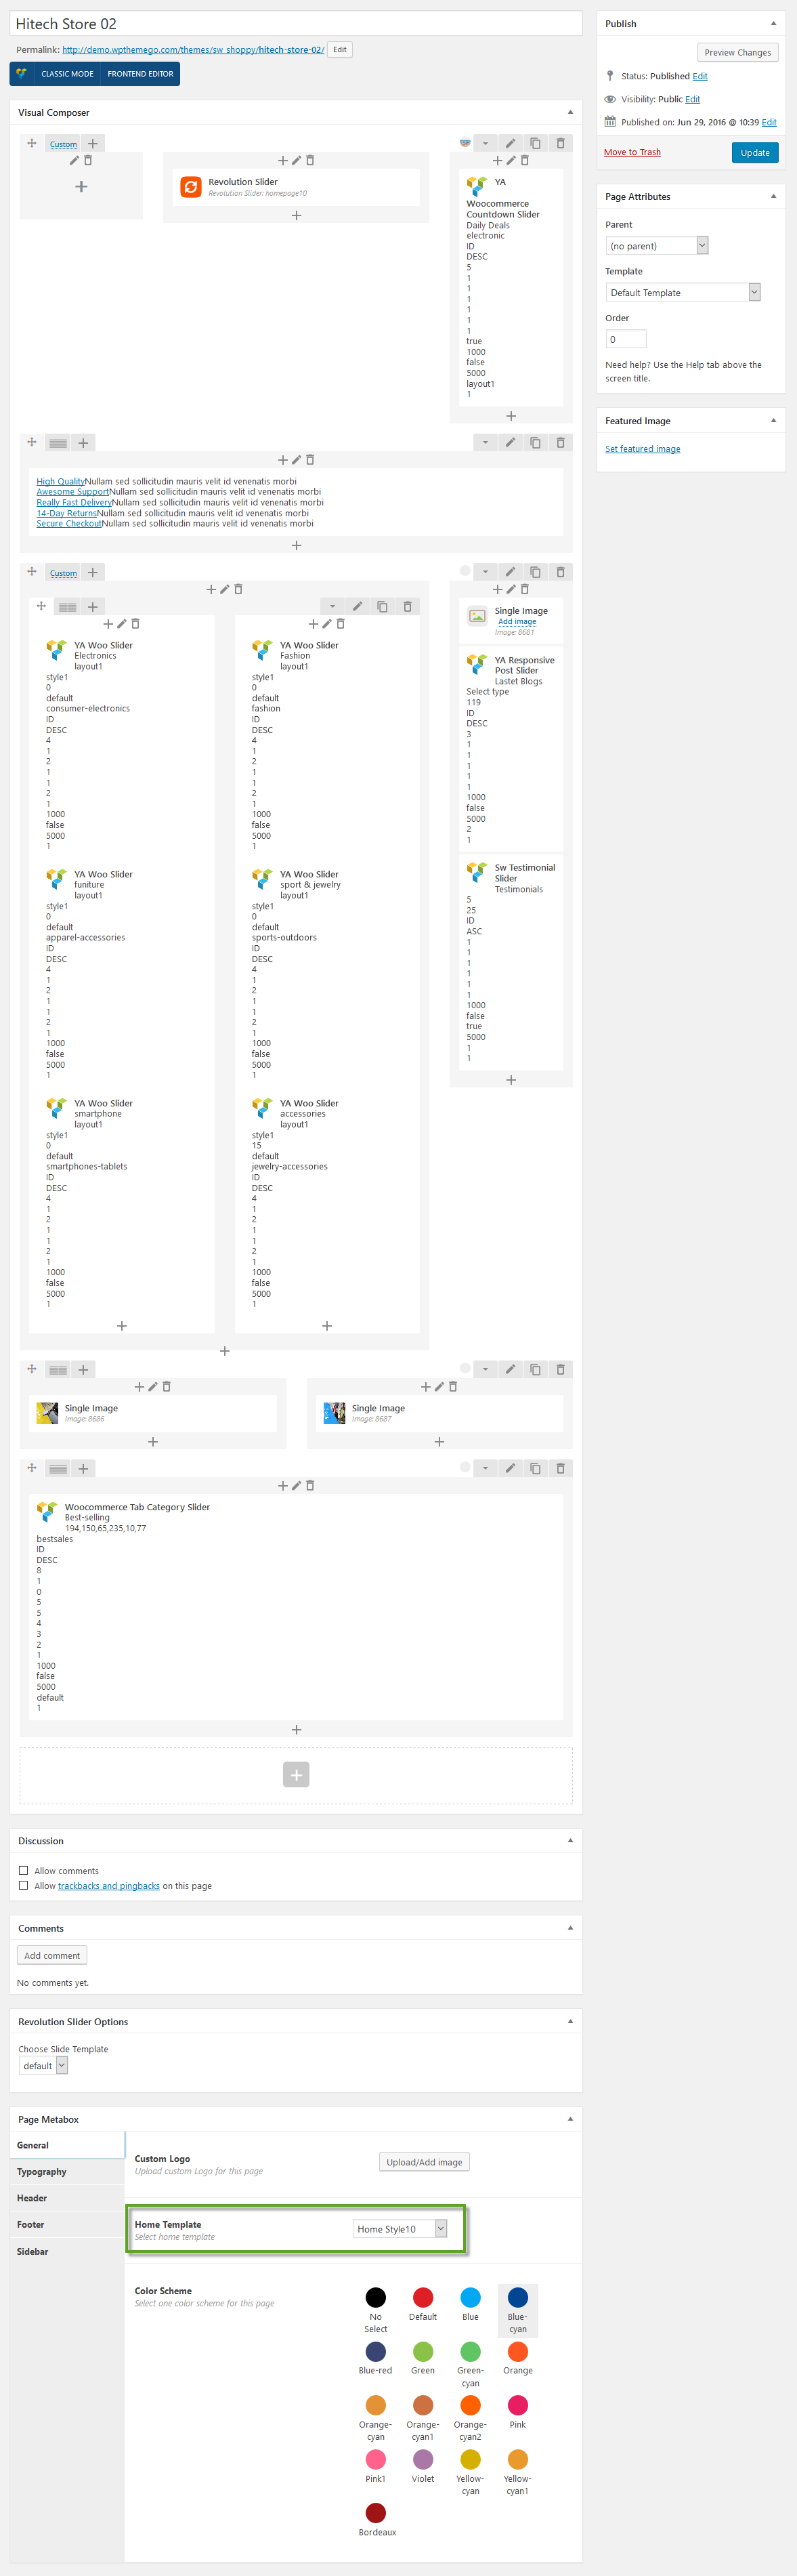 Hitech Store 02
Permalink: http://demo.wpthemego.com/themes/sw_shoppy/hitech-store-02/ Edit
CLASSIC MODE FRONTEND EDITOR
Visual Composer
Custom
Revolution Slider
Revolution Slider: homepage10
YA
Woocommerce
Countdown Slider
Daily Deals
electronic
ID
DESC
5
1
1
1
1
1
1
true
1000
false
5000
layout1
1
High QualityNullam sed sollicitudin mauris velit id venenatis morbi
Awesome SupportNullam sed sollicitudin mauris velit id venenatis morbi
Really Fast DeliveryNullam sed sollicitudin mauris velit id venenatis morbi
14-Day ReturnsNullam sed sollicitudin mauris velit id venenatis morbi
Secure CheckoutNullam sed sollicitudin mauris velit id venenatis morbi
Custom
YA Woo Slider
Electronics
layout1
style1
0
default
consumer-electronics
ID
DESC
4
1
2
1
1
2
1
1000
false
5000
1
YA Woo Slider
funiture
layout1
style1
0
default
apparel-accessories
ID
DESC
4
1
2
1
1
2
1
1000
false
5000
1
YA Woo Slider
smartphone
layout1
style1
0
default
smartphones-tablets
ID
DESC
4
1
2
1
1
2
1
1000
false
5000
1
YA Woo Slider
Fashion
layout1
style1
0
default
fashion
ID
DESC
4
1
2
1
1
2
1
1000
false
5000
1
YA Woo Slider
sport & jewelry
layout1
style1
0
default
sports-outdoors
ID
DESC
4
1
2
1
1
2
1
1000
false
5000
1
YA Woo Slider
accessories
layout1
style1
15
default
jewelry-accessories
ID
DESC
4
1
2
1
1
2
1
1000
false
5000
1
Single Image
Add image
Image: 8681
YA Responsive
Post Slider
Lastet Blogs
Select type
119
ID
DESC
3
1
1
1
1
1
1000
false
5000
2
1
Sw Testimonial
Slider
Testimonials
5
25
ID
ASC
1
1
1
1
1
1
1000
false
true
5000
1
1
Single Image
Image: 8686
Single Image
Image: 8687
Woocommerce Tab Category Slider
Best-selling
194,150,65,235,10,77
bestsales
ID
DESC
8
1
0
5
5
4
3
2
1
1000
false
5000
default
1
Discussion
Allow comments
Allow trackbacks and pingbacks on this page
Comments
Add comment
No comments yet.
Revolution Slider Options
Choose Slide Template
default
Page Metabox
General
Typography
Header
Footer
Sidebar
Custom Logo
Upload custom Logo for this page
Upload/Add image
Home Template
Select home template
Home Style10
Color Scheme
Select one color scheme for this page
No Select
Default
Blue
Blue-cyan
Blue-red
Green
Green-cyan
Orange
Orange-cyan
Orange-cyan1
Orange-cyan2
Pink
Pink1
Violet
Yellow-cyan
Yellow-cyan1
Bordeaux
Publish
Preview Changes
Status: Published Edit
Visibility: Public Edit
Published on: Jun 29, 2016 @ 10:39 Edit
Move to Trash
Update
Page Attributes
Parent
(no parent)
Template
Default Template
Order
0
Need help? Use the Help tab above the
screen title.
Featured Image
Set featured image